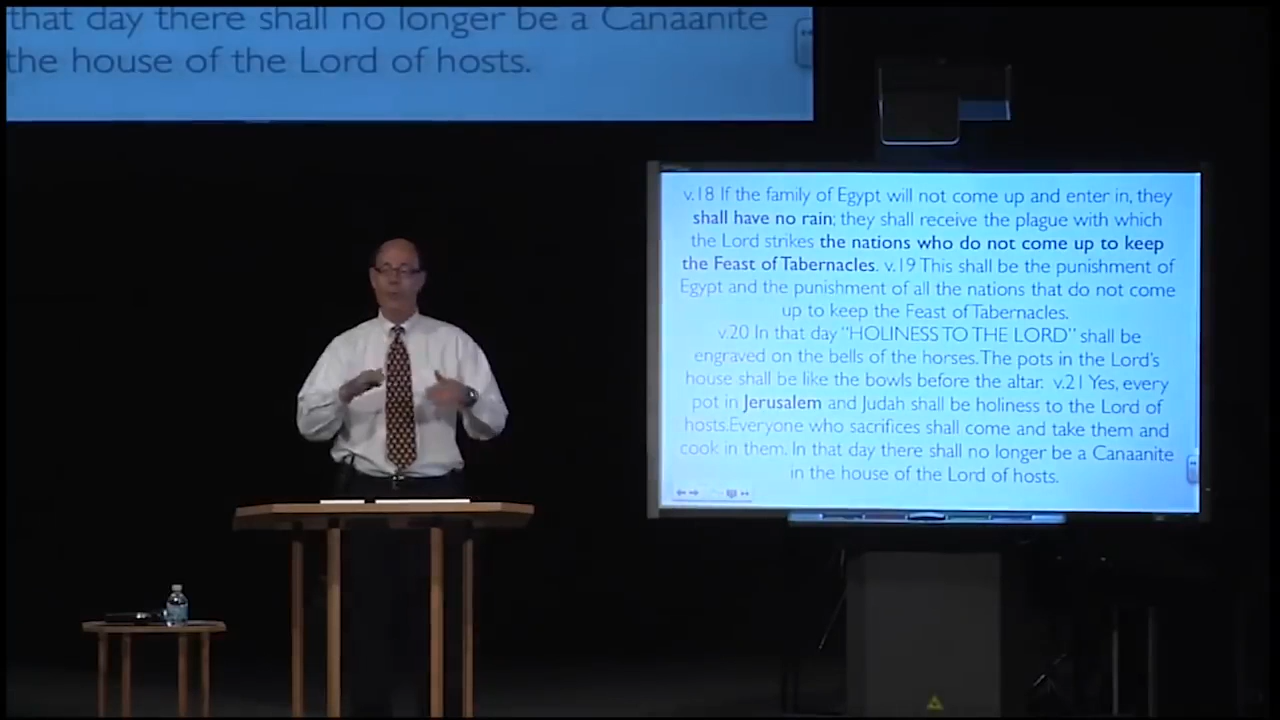 that day there shall no longer be a Canaanite
the house of the Lord of hosts.
v.18 If the family of Egypt will not come up and enter in, they
shall have no rain; they shall receive the plague with which
the Lord strikes the nations who do not come up to keep
the Feast of Tabernacles. v.19 This shall be the punishment of
Egypt and the punishment of all the nations that do not come
up to keep the Feast of Tabernacles.
v.20 In that day "HOLINESS TO THE LORD" shall be
engraved on the bells of the horses. The pots in the Lord's
house shall be like the bowls before the altar. v.21 Yes, every
pot in Jerusalem and Judah shall be holiness to the Lord of
hosts.Everyone who sacrifices shall come and take them and
cook in them. In that day there shall no longer be a Canaanite
in the house of the Lord of hosts.